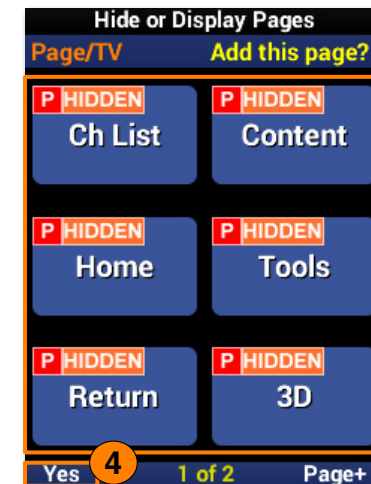 Hide or Display Pages
Page/TV Add this page?
P HIDDEN P HIDDEN
Ch List Content
P HIDDEN P HIDDEN
Home Tools
P HIDDEN P HIDDEN
Return 3D
Yes 4 1 of 2 Page+